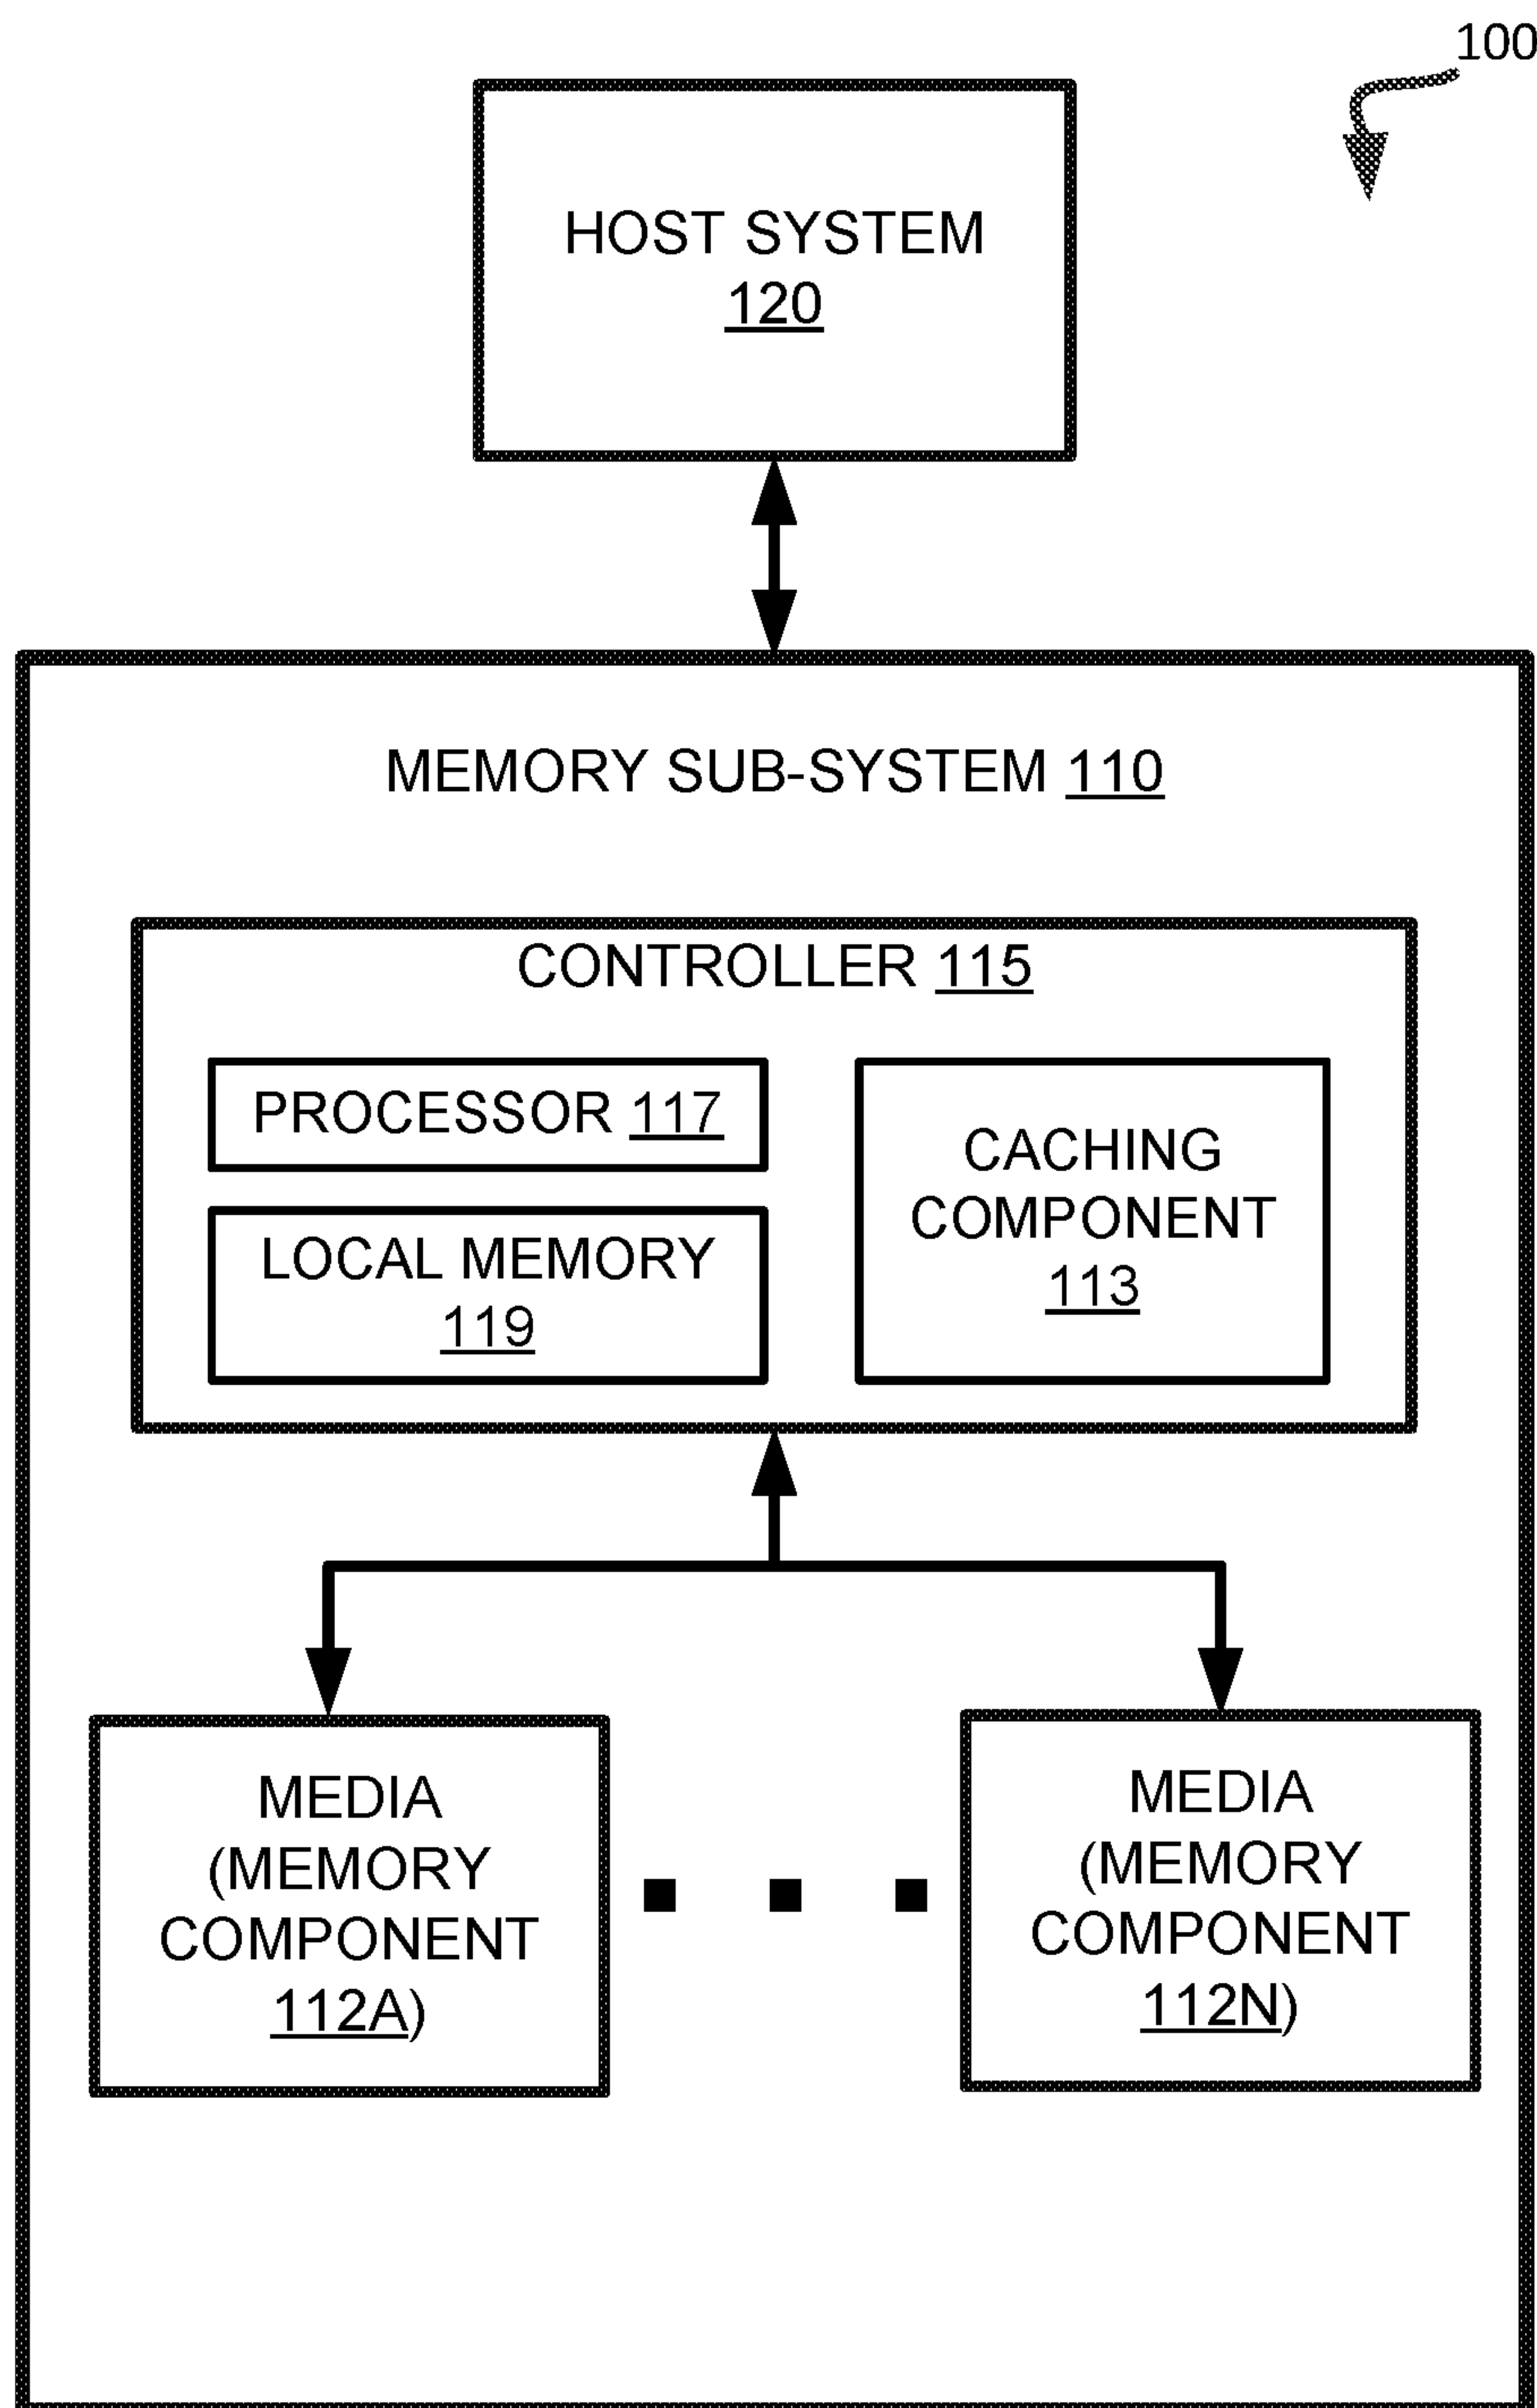 100
HOST SYSTEM
120
MEMORY SUB-SYSTEM 110
CONTROLLER 115
PROCESSOR 117
LOCAL MEMORY
119
CACHING
COMPONENT
113
MEDIA
(MEMORY
COMPONENT
112A)
MEDIA
(MEMORY
COMPONENT
112N)